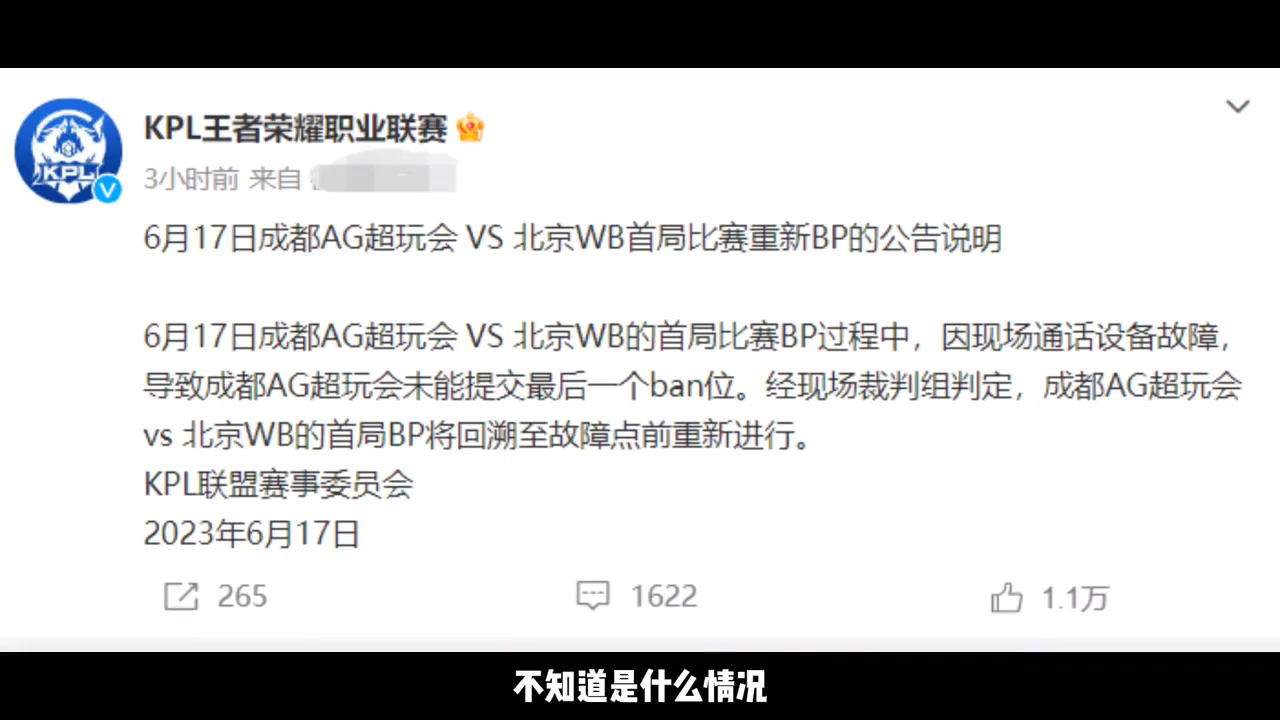 KPL王者荣耀职业联赛
KPL
3小时前 来自
6月17日成都AG超玩会 VS 北京WB首局比赛重新BP的公告说明
6月17日成都AG超玩会 VS 北京WB的首局比赛BP过程中，因现场通话设备故障，
导致成都AG超玩会未能提交最后一个ban位。经现场裁判组判定，成都AG超玩会
vs 北京WB的首局BP将回溯至故障点前重新进行。
KPL联盟赛事委员会
2023年6月17日
265
1622
1.1万
不知道是什么情况